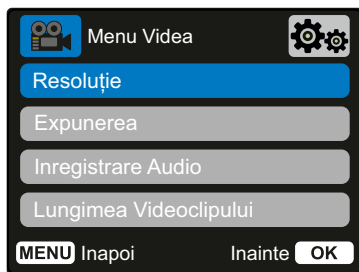 Menu Videa
Resoluție
Expunerea
Inregistrare Audio
Lungimea Videoclipului
MENU Inapoi Inainte OK